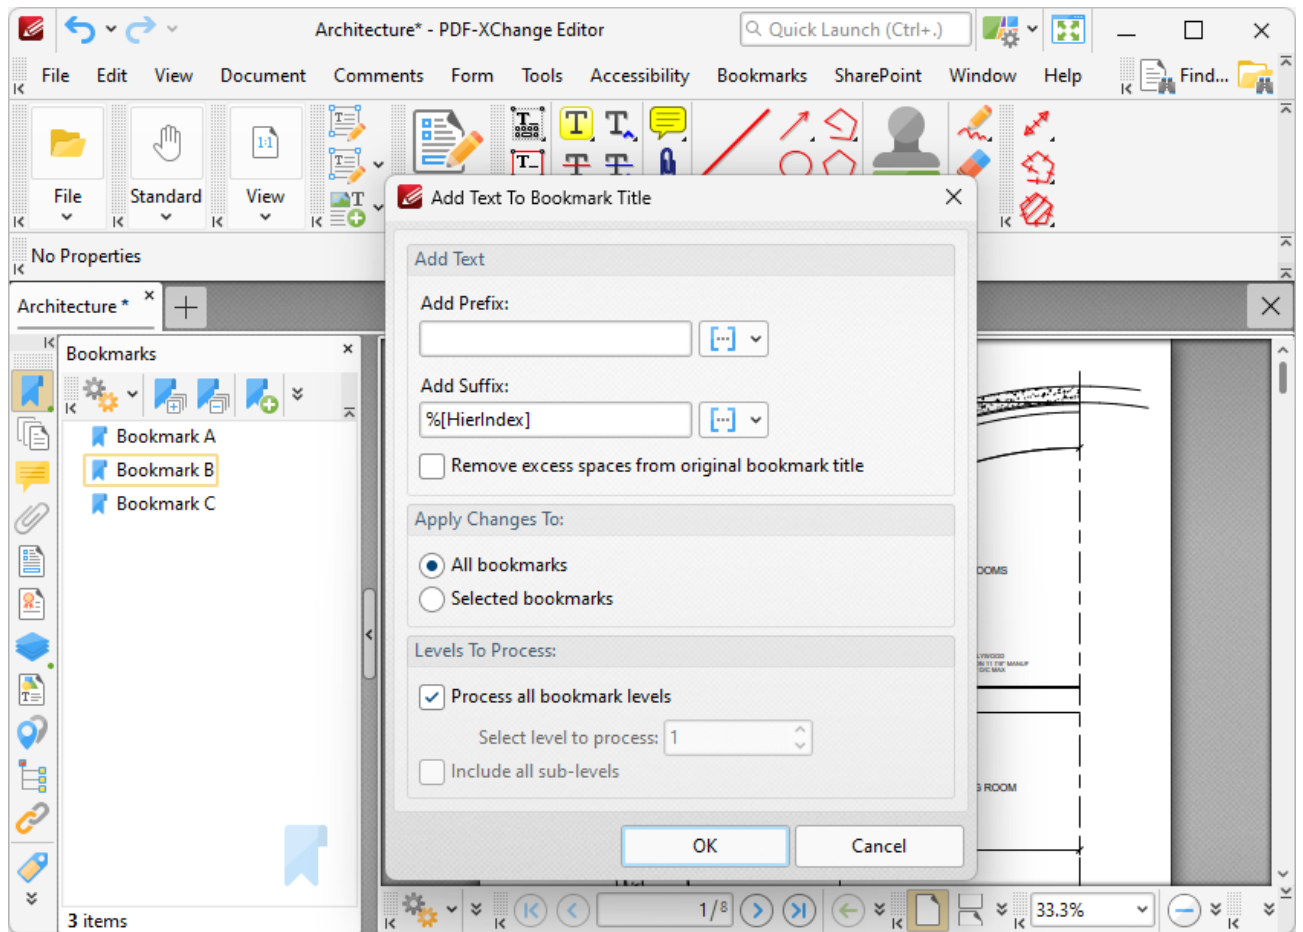 Architecture* - PDF-XChange Editor
Quick Launch (Ctrl+.)
File Edit View Document Comments Form Tools Accessibility Bookmarks SharePoint Window Help Find...
File Standard View
1:1
No Properties
Architecture *
Bookmarks
Bookmark A
Bookmark B
Bookmark C
3 items
Add Text To Bookmark Title
Add Text
Add Prefix:
Add Suffix:
%[HierIndex]
Remove excess spaces from original bookmark title
Apply Changes To:
All bookmarks
Selected bookmarks
Levels To Process:
Process all bookmark levels
Select level to process: 1
Include all sub-levels
OK Cancel
ROOM
1/8
33.3%